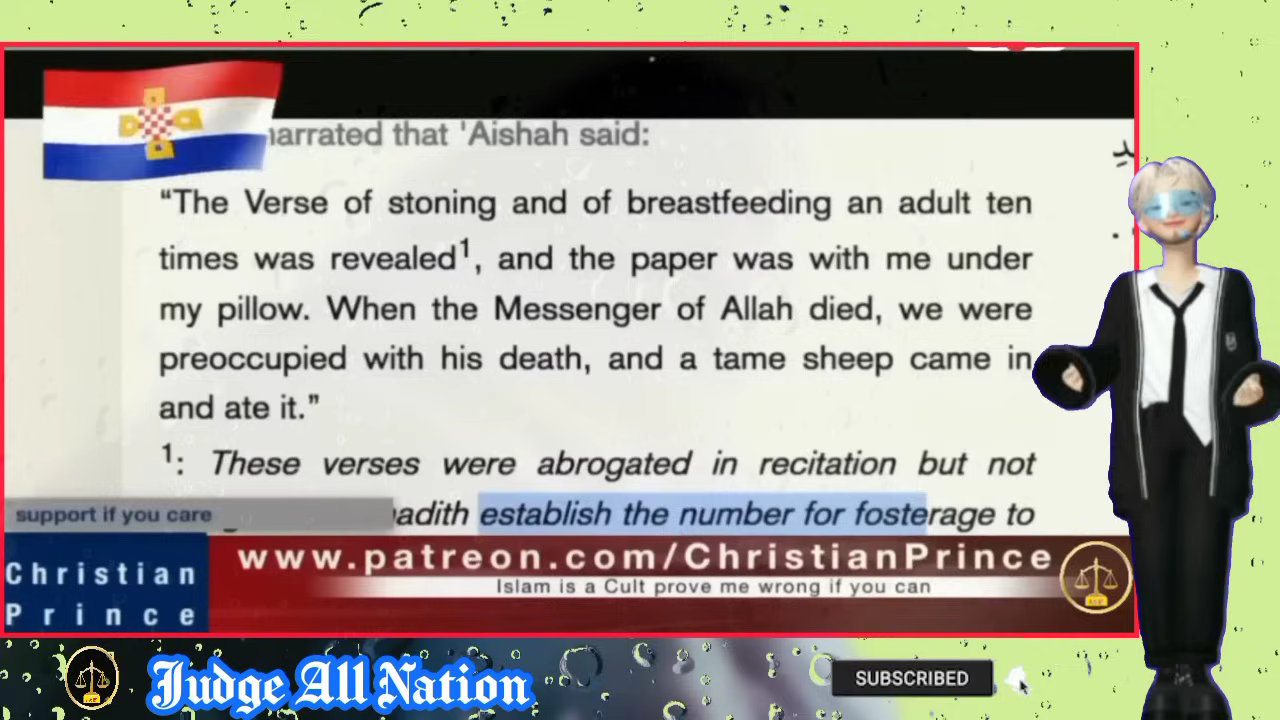 narrated that 'Aishah said:
“The Verse of stoning and of breastfeeding an adult ten
times was revealed¹, and the paper was with me under
my pillow. When the Messenger of Allah died, we were
preoccupied with his death, and a tame sheep came in
and ate it.”
¹: These verses were abrogated in recitation but not
establish the number for fosterage to
support if you care
www.patreon.com/ChristianPrince
Islam is a Cult prove me wrong if you can
Christian
Prince
Judge All Nation
SUBSCRIBED